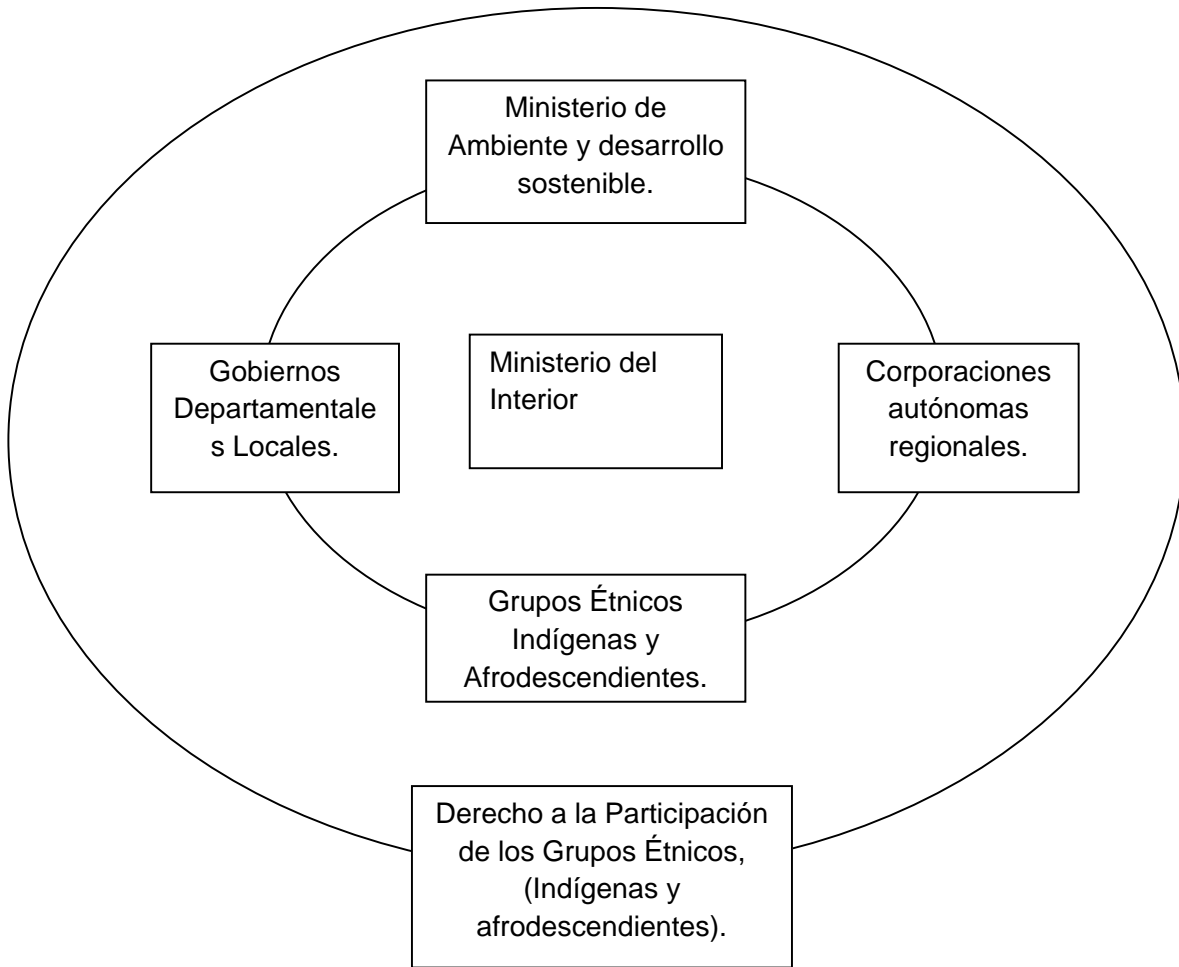 Ministerio de
Ambiente y desarrollo
sostenible.
Gobiernos
Departamentale
s Locales.
Ministerio del
Interior
Corporaciones
autónomas
regionales.
Grupos Étnicos
Indígenas y
Afrodescendientes.
Derecho a la Participación
de los Grupos Étnicos,
(Indígenas y
afrodescendientes).